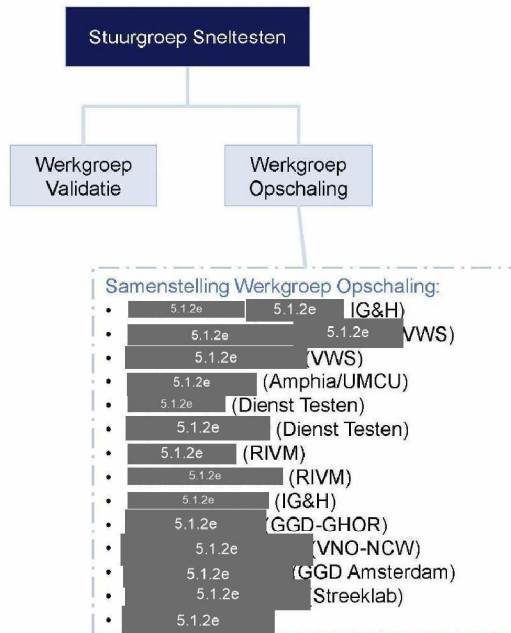 Stuurgroep Sneltesten
Werkgroep Validatie
Werkgroep Opschaling
Samenstelling Werkgroep Opschaling:
• 5.1.2e 5.1.2e IG&H)
• 5.1.2e 5.1.2e VWS)
• 5.1.2e (VWS)
• 5.1.2e (Amphia/UMCU)
• 5.1.2e (Dienst Testen)
• 5.1.2e (Dienst Testen)
• 5.1.2e (RIVM)
• 5.1.2e (RIVM)
• 5.1.2e (IG&H)
• 5.1.2e (GGD-GHOR)
• 5.1.2e (VNO-NCW)
• 5.1.2e (GGD Amsterdam)
• 5.1.2e (Streeklab)
• 5.1.2e